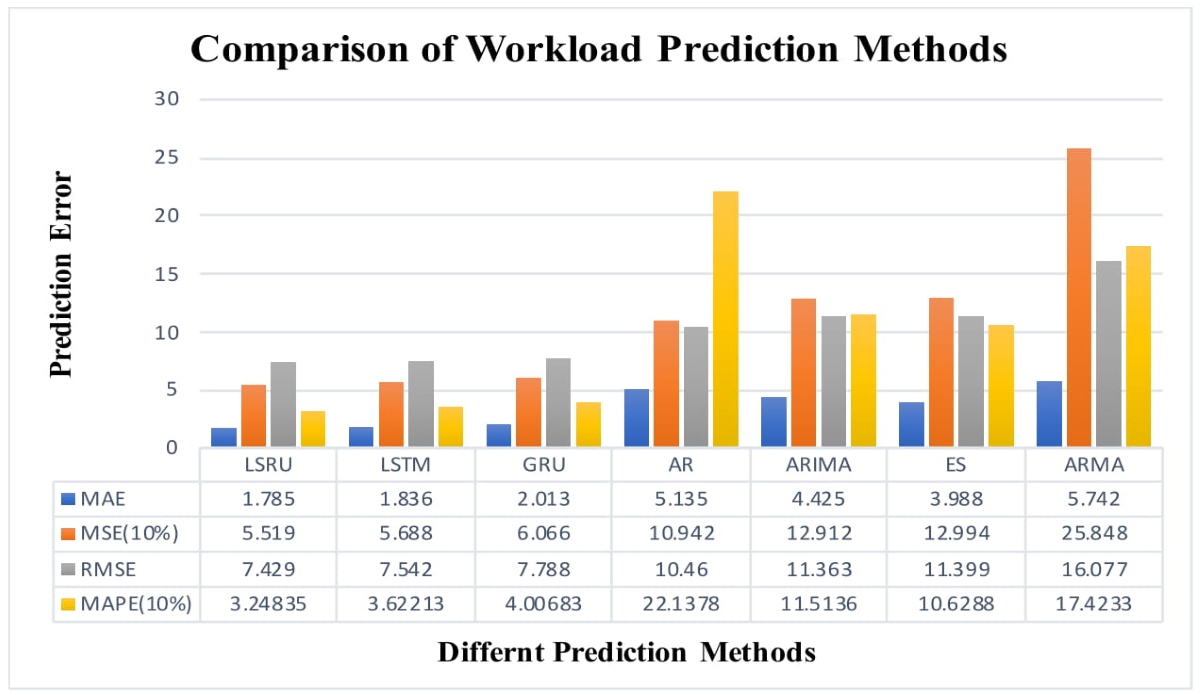 Comparison of Workload Prediction Methods
Prediction Error
30
25
20
15
10
5
0
LSRU LSTM GRU AR ARIMA ES ARMA
MAE 1.785 1.836 2.013 5.135 4.425 3.988 5.742
MSE(10%) 5.519 5.688 6.066 10.942 12.912 12.994 25.848
RMSE 7.429 7.542 7.788 10.46 11.363 11.399 16.077
MAPE(10%) 3.24835 3.62213 4.00683 22.1378 11.5136 10.6288 17.4233
Differnt Prediction Methods